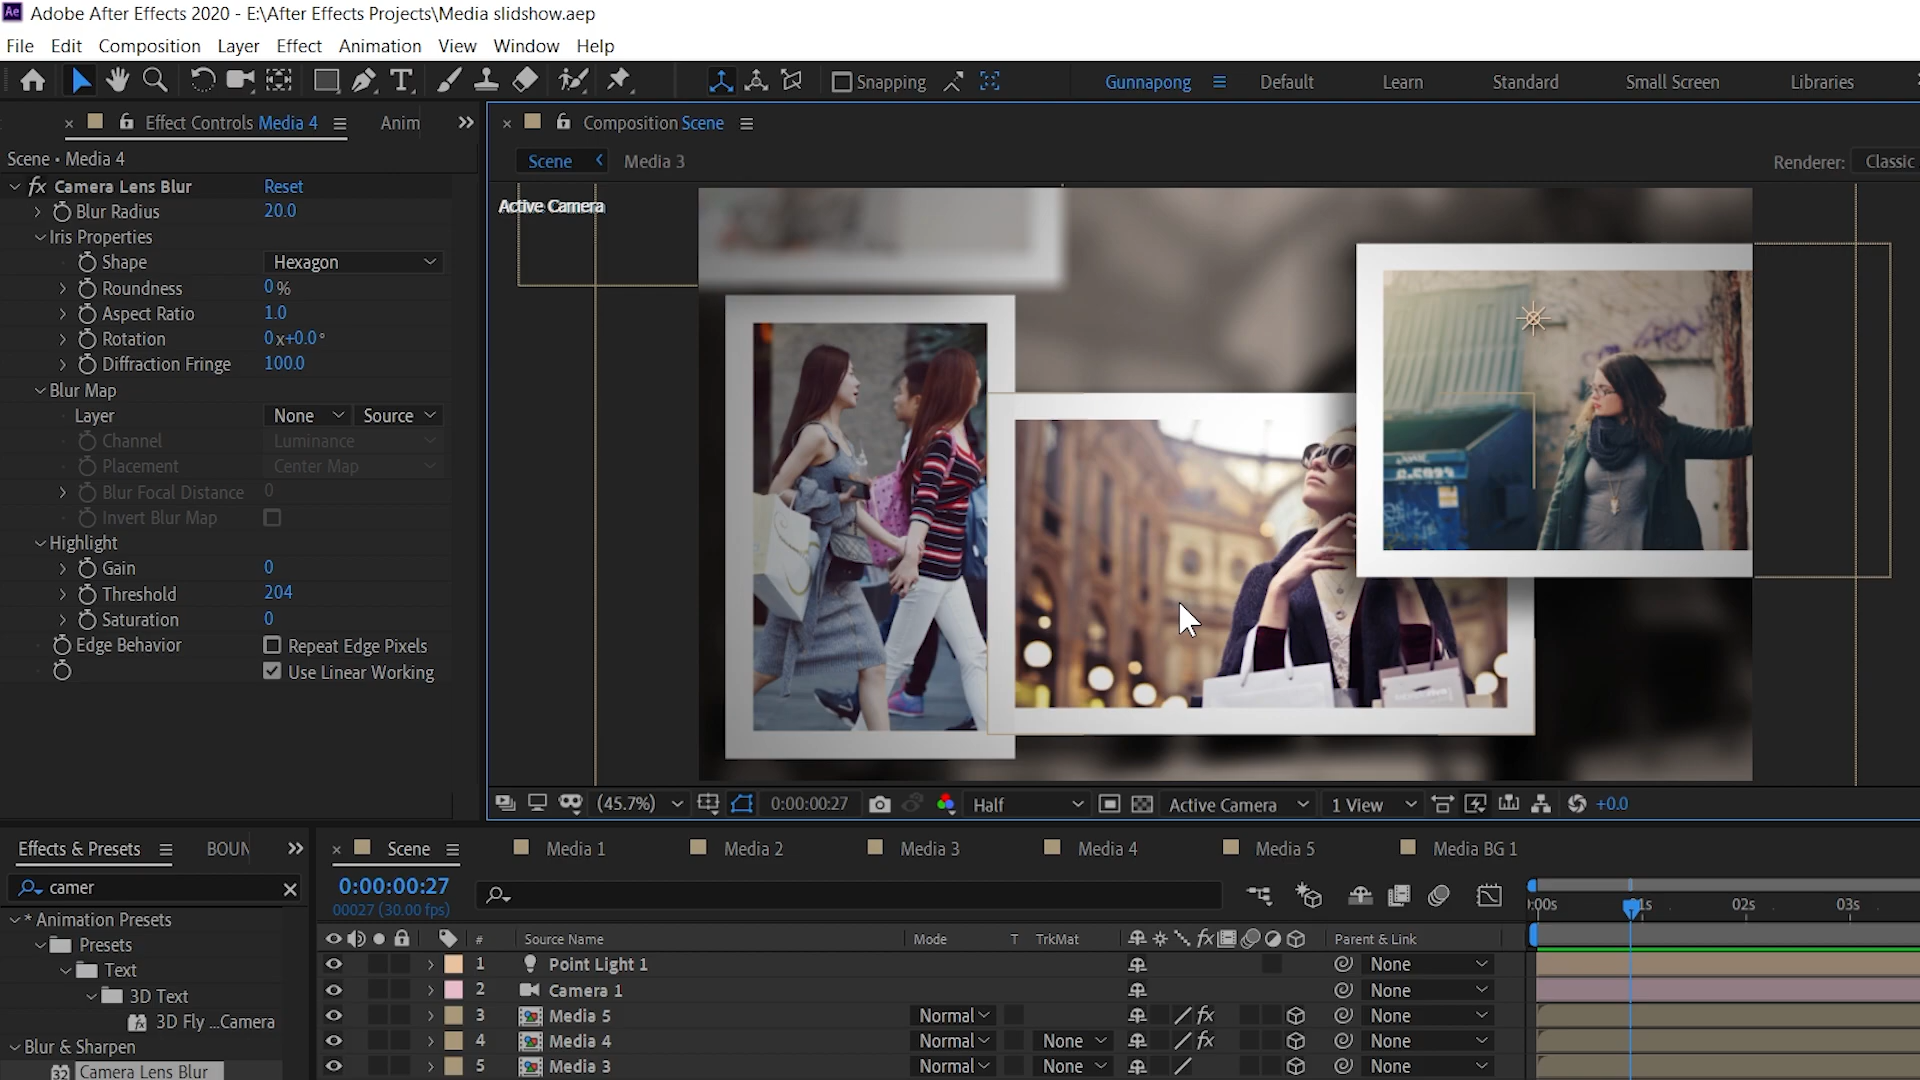 Ae Adobe After Effects 2020 - E:\After Effects Projects\Media slidshow.aep
File Edit Composition Layer Effect Animation View Window Help
Snapping Gunnapong Default Learn Standard Small Screen Libraries
Effect Controls Media 4 Anim
Composition Scene
Scene • Media 4
Scene Media 3
Renderer: Classic
Camera Lens Blur Reset
Blur Radius 20.0
Iris Properties
Shape Hexagon
Roundness 0 %
Aspect Ratio 1.0
Rotation 0x+0.0°
Diffraction Fringe 100.0
Blur Map
Layer None Source
Channel Luminance
Placement Center Map
Blur Focal Distance 0
Invert Blur Map
Highlight
Gain 0
Threshold 204
Saturation 0
Edge Behavior Repeat Edge Pixels
Use Linear Working
Active Camera
(45.7%) 0:00:00:27 Half Active Camera 1 View +0.0
Effects & Presets BOUN
camer
* Animation Presets
Presets
Text
3D Text
3D Fly ...Camera
Blur & Sharpen
32 Camera Lens Blur
Scene Media 1 Media 2 Media 3 Media 4 Media 5 Media BG 1
0:00:00:27
00027 (30.00 fps)
):00s 01s 02s 03s
# Source Name Mode T TrkMat fx Parent & Link
1 Point Light 1 None
2 Camera 1 None
3 Media 5 Normal fx None
4 Media 4 Normal None fx None
5 Media 3 Normal None None